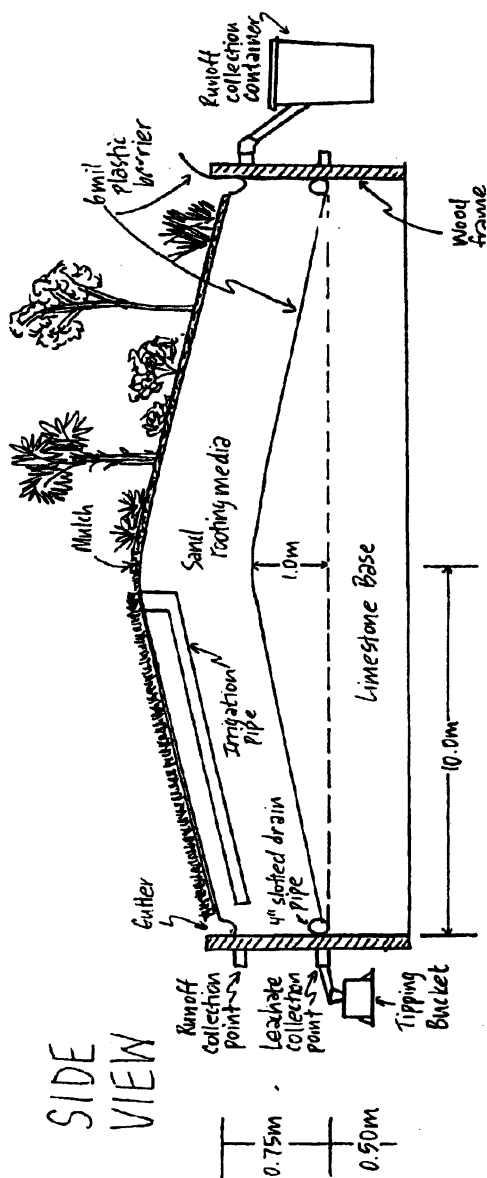 SIDE
VIEW
Gutter
Mulch
6 mil
plastic
barrier
Runoff
collection
container
Runoff
collection
point
Leachate
collection
point
Tipping
Bucket
4" slotted drain
pipe
Irrigation
pipe
Sand
rooting media
1.0m
Limestone Base
Wood
frame
10.0m
0.75m
0.50m